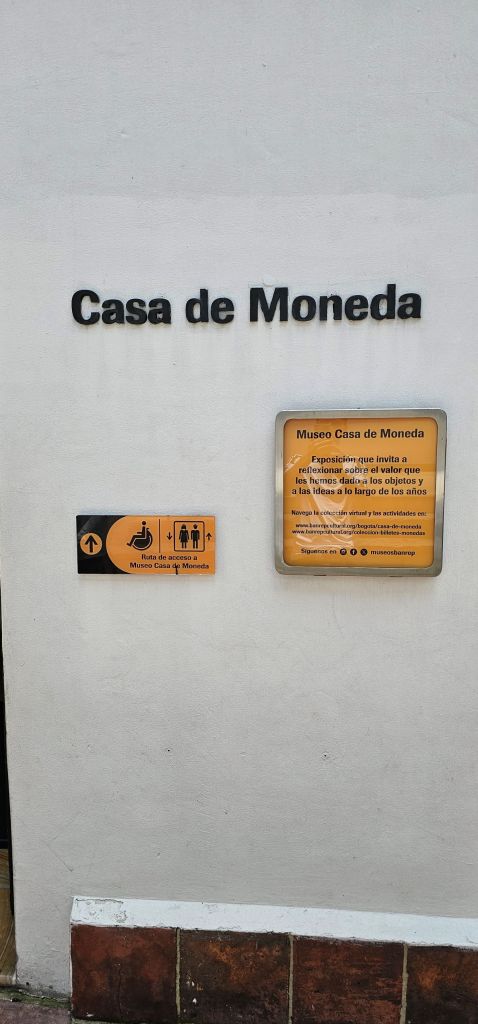 Casa de Moneda
Museo Casa de Moneda
Exposición que invita a
reflexionar sobre el valor que
les hemos dado a los objetos y
a las ideas a lo largo de los años
Navega la colección virtual y las actividades en:
www.banrepcultural.org/bogota/casa-de-moneda
www.banrepcultural.org/coleccion-billetes-monedas
Síguenos en museosbanrep
Ruta de acceso a
Museo Casa de Moneda